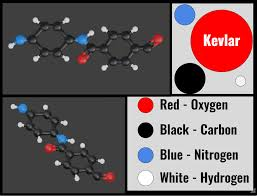 Kevlar
Red - Oxygen
Black - Carbon
Blue - Nitrogen
White - Hydrogen